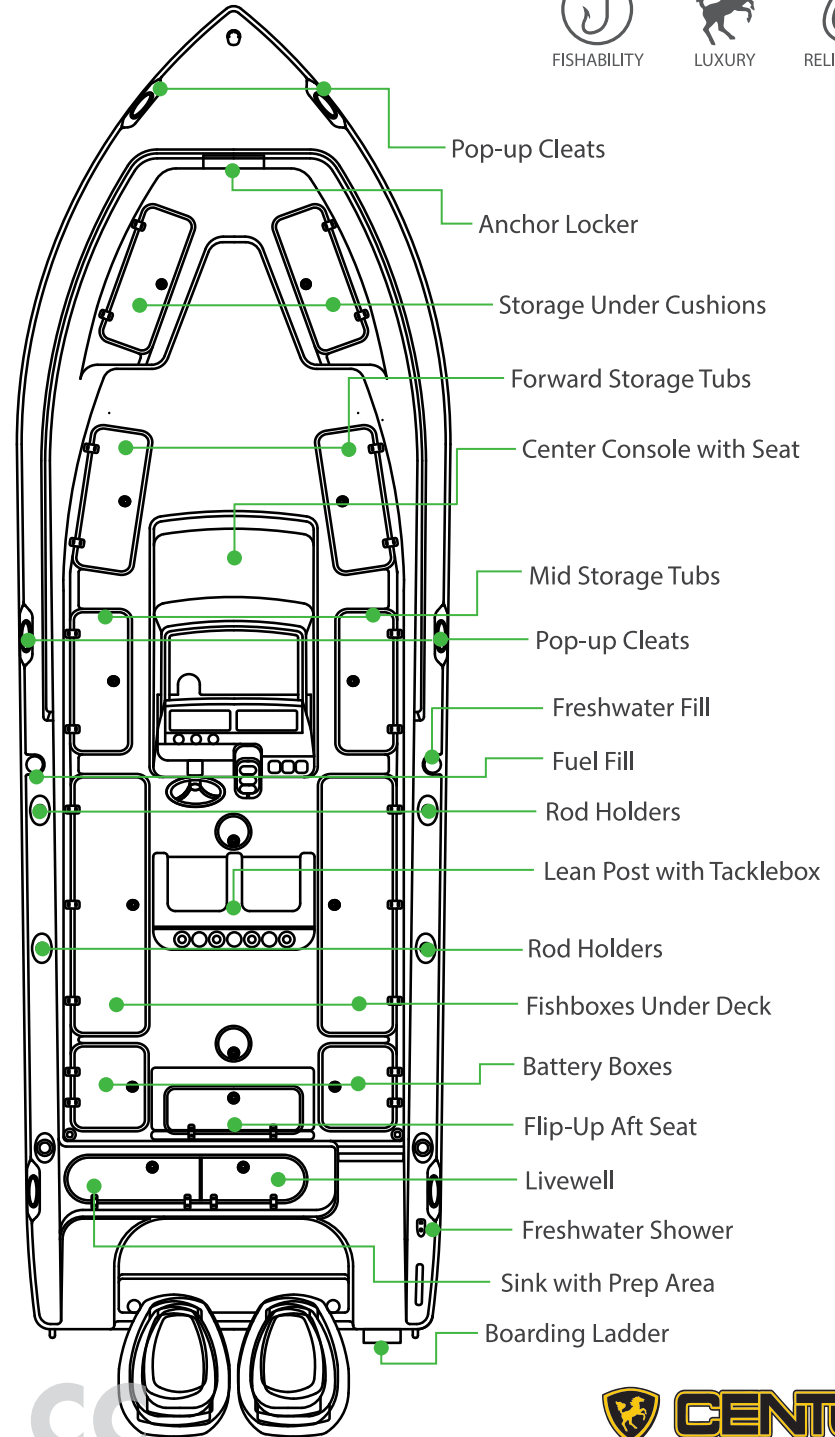 FISHABILITY
LUXURY
Pop-up Cleats
Anchor Locker
Storage Under Cushions
Forward Storage Tubs
Center Console with Seat
Mid Storage Tubs
Pop-up Cleats
Freshwater Fill
Fuel Fill
Rod Holders
Lean Post with Tacklebox
Rod Holders
Fishboxes Under Deck
Battery Boxes
Flip-Up Aft Seat
Livewell
Freshwater Shower
Sink with Prep Area
Boarding Ladder